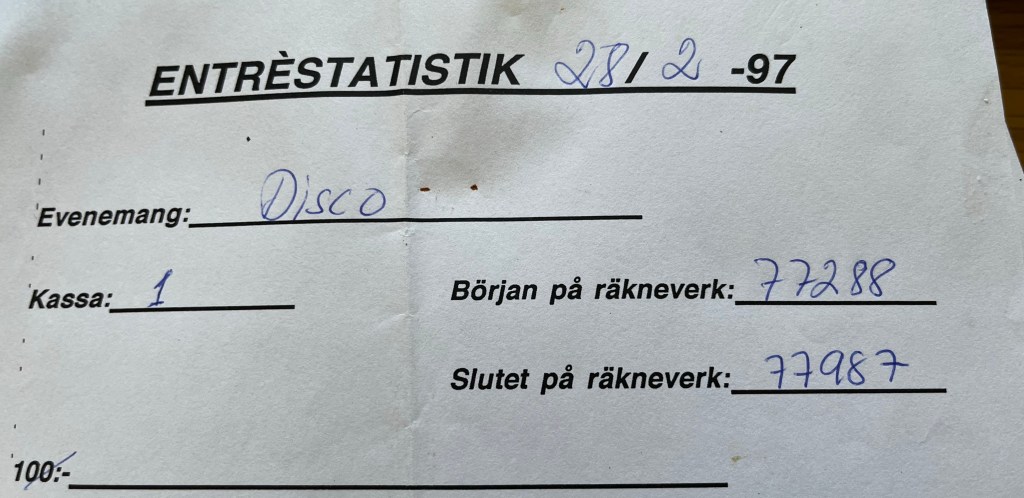 ENTRÈSTATISTIK 28/2 -97
Evenemang: Disco
Kassa: 1
Början på räkneverk: 77288
Slutet på räkneverk: 77987
100:-